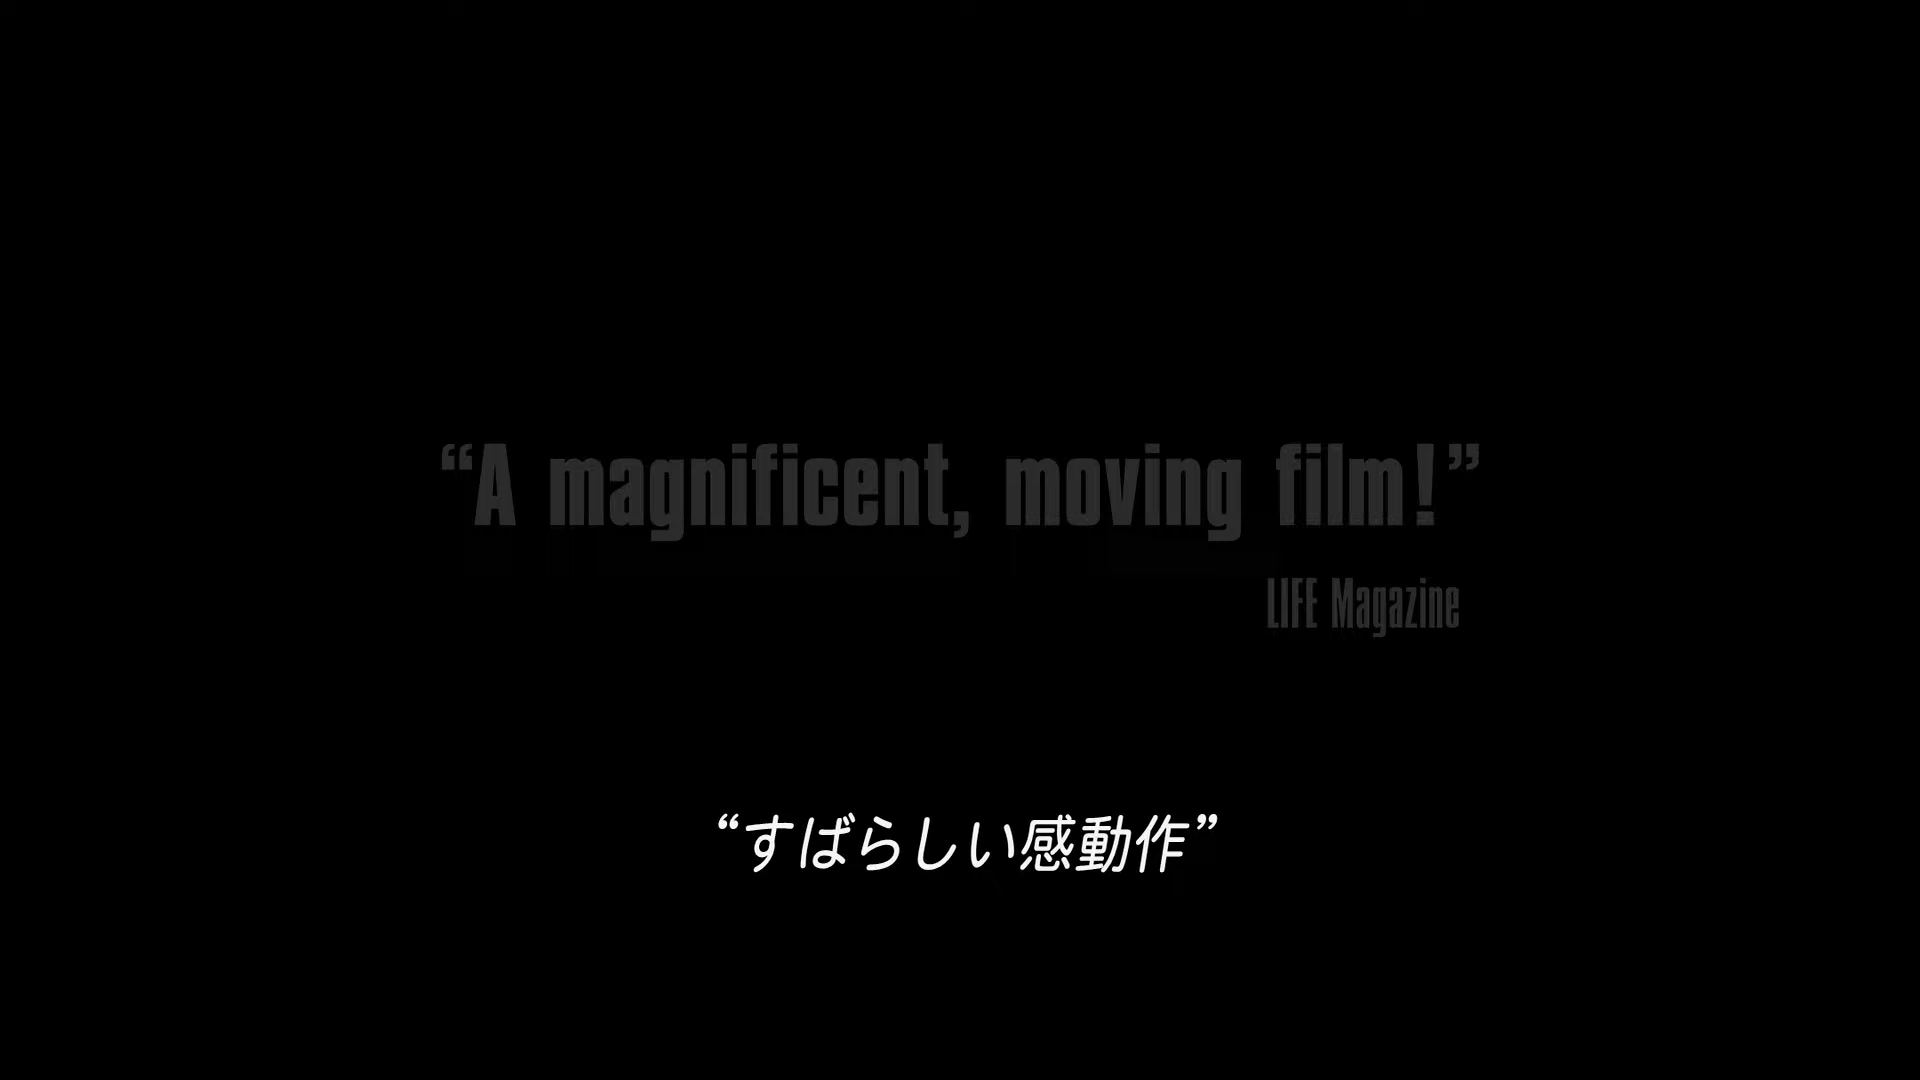 “A magnificent, moving film!”
LIFE Magazine
“すばらしい感動作”